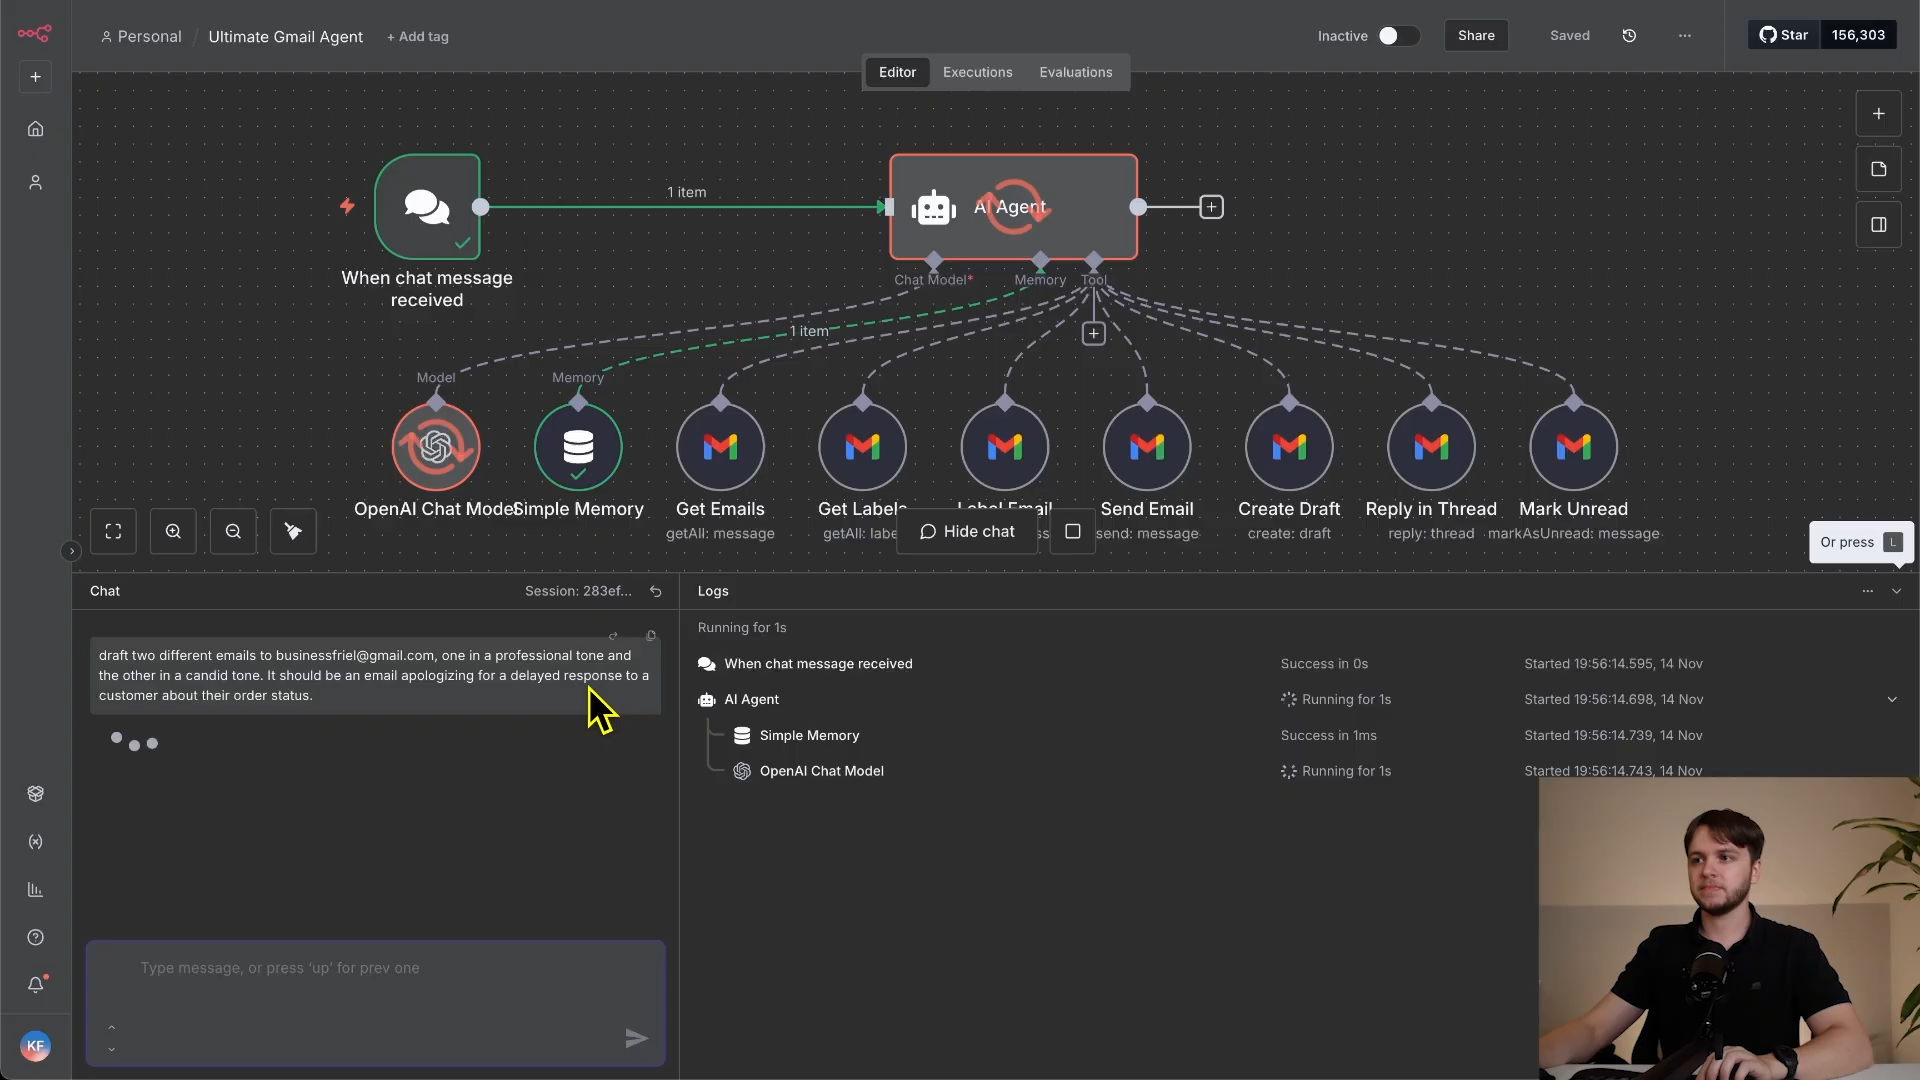 Personal / Ultimate Gmail Agent + Add tag
Inactive Share Saved ... Star 156,303
Editor Executions Evaluations
1 item
AI Agent
When chat message
received
Chat Model* Memory Tool
1 item
Model Memory
OpenAI Chat Model Simple Memory Get Emails Get Labels Label Email Send Email Create Draft Reply in Thread Mark Unread
getAll: message getAll: labe send: message create: draft reply: thread markAsUnread: message
Hide chat
Or press L
Chat Session: 283ef... Logs ...
Running for 1s
draft two different emails to businessfriel@gmail.com, one in a professional tone and
the other in a candid tone. It should be an email apologizing for a delayed response to a
customer about their order status.
When chat message received Success in 0s Started 19:56:14.595, 14 Nov
AI Agent Running for 1s Started 19:56:14.698, 14 Nov
Simple Memory Success in 1ms Started 19:56:14.739, 14 Nov
OpenAI Chat Model Running for 1s Started 19:56:14.743, 14 Nov
Type message, or press ‘up’ for prev one
KF